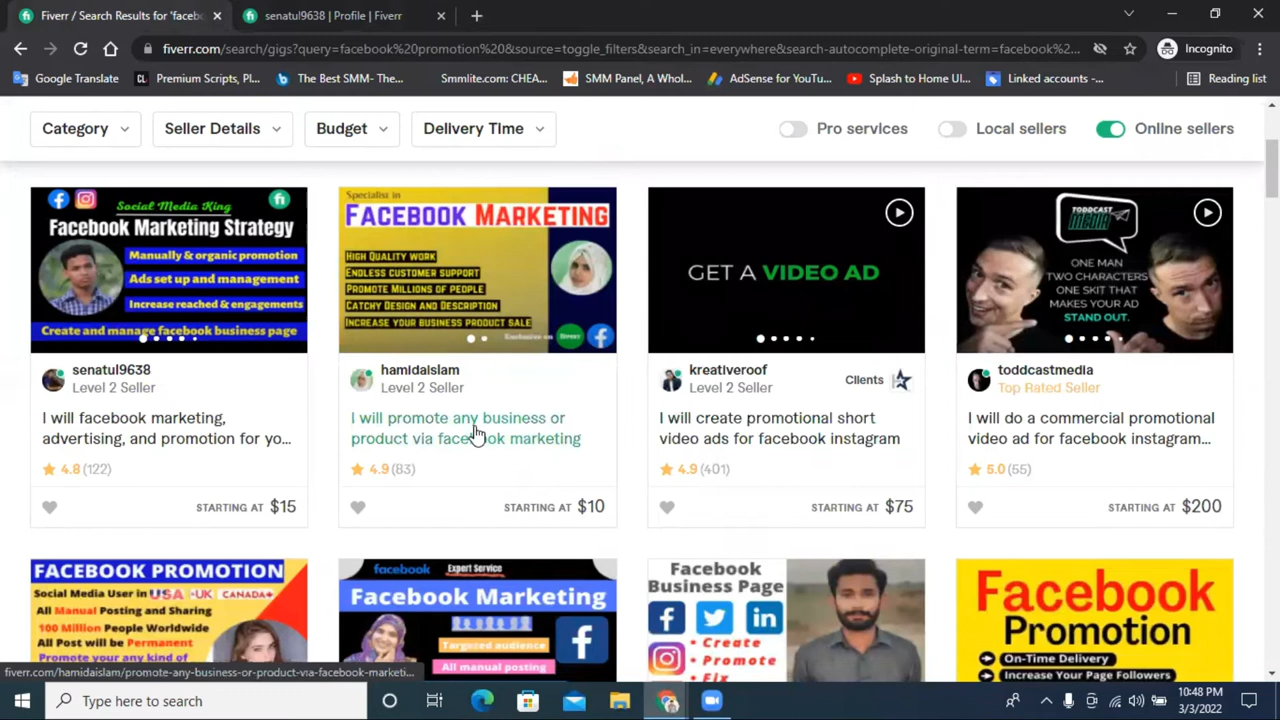 Fiverr / Search Results for 'facebo
senatul9638 | Profile | Fiverr
fiverr.com/search/gigs?query=facebook%20promotion%20&source=toggle_filters&search_in=everywhere&search-autocomplete-original-term=facebook%2...
Incognito
Google Translate
Premium Scripts, Pl...
The Best SMM- The...
Smmlite.com: CHEA...
SMM Panel, A Whol...
AdSense for YouTu...
Splash to Home UI...
Linked accounts -...
Reading list
Category
Seller Details
Budget
Delivery Time
Pro services
Local sellers
Online sellers
Social Media King
fi
Facebook Marketing Strategy
Manually & organic promotion
Ads set up and management
Increase reached & engagements
Create and manage facebook business page
Specialist in
FACEBOOK MARKETING
HIGH QUALITY WORK
ENDLESS CUSTOMER SUPPORT
PROMOTE MILLIONS OF PEOPLE
CATCHY DESIGN AND DESCRIPTION
INCREASE YOUR BUSINESS PRODUCT SALE
fiverr
GET A VIDEO AD
TODDCAST
MEDIA
ONE MAN
TWO CHARACTERS
ONE SKIT THAT
MAKES YOUR AD
STAND OUT.
senatul9638
Level 2 Seller
I will facebook marketing,
advertising, and promotion for yo...
4.8 (122)
STARTING AT $15
hamidaislam
Level 2 Seller
I will promote any business or
product via facebook marketing
4.9 (83)
STARTING AT $10
kreativeroof
Level 2 Seller
Clients
I will create promotional short
video ads for facebook instagram
4.9 (401)
STARTING AT $75
toddcastmedia
Top Rated Seller
I will do a commercial promotional
video ad for facebook instagram...
5.0 (55)
STARTING AT $200
FACEBOOK PROMOTION
Social Media User in USA UK CANADA
All Manual Posting and Sharing
100 Million People Worldwide
All Post will be Permanent
Promote your any kind of
facebook Expert Service
Facebook Marketing
Targeted audience
All manual posting
Facebook
Business Page
• Create
• Promote
• Fix
Facebook
Promotion
On-Time Delivery
Increase Your Page Followers
fiverr.com/hamidaislam/promote-any-business-or-product-via-facebook-marketi...
Type here to search
10:48 PM
3/3/2022